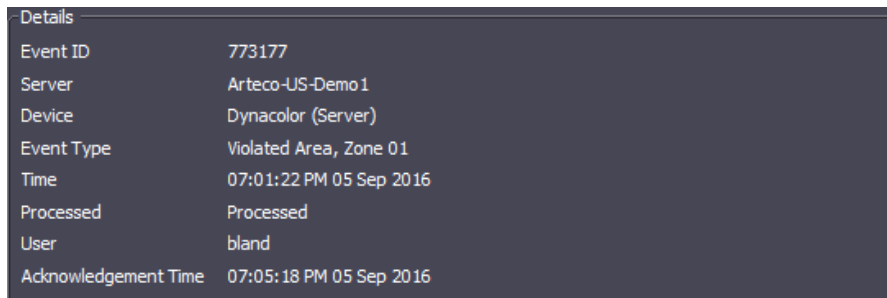 Details
Event ID 773177
Server Arteco-US-Demo1
Device Dynacolor (Server)
Event Type Violated Area, Zone 01
Time 07:01:22 PM 05 Sep 2016
Processed Processed
User bland
Acknowledgement Time 07:05:18 PM 05 Sep 2016